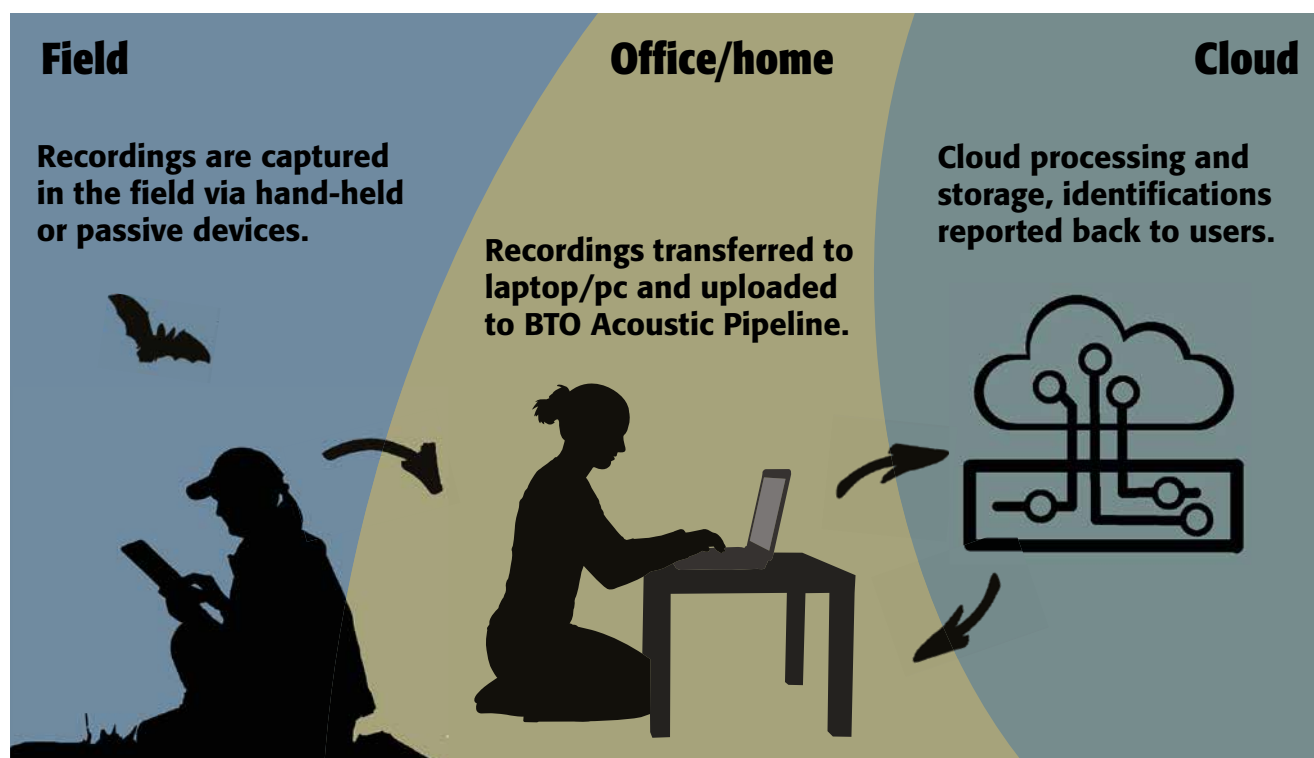 Field
Recordings are captured
in the field via hand-held
or passive devices.
Office/home
Recordings transferred to
laptop/pc and uploaded
to BTO Acoustic Pipeline.
Cloud
Cloud processing and
storage, identifications
reported back to users.